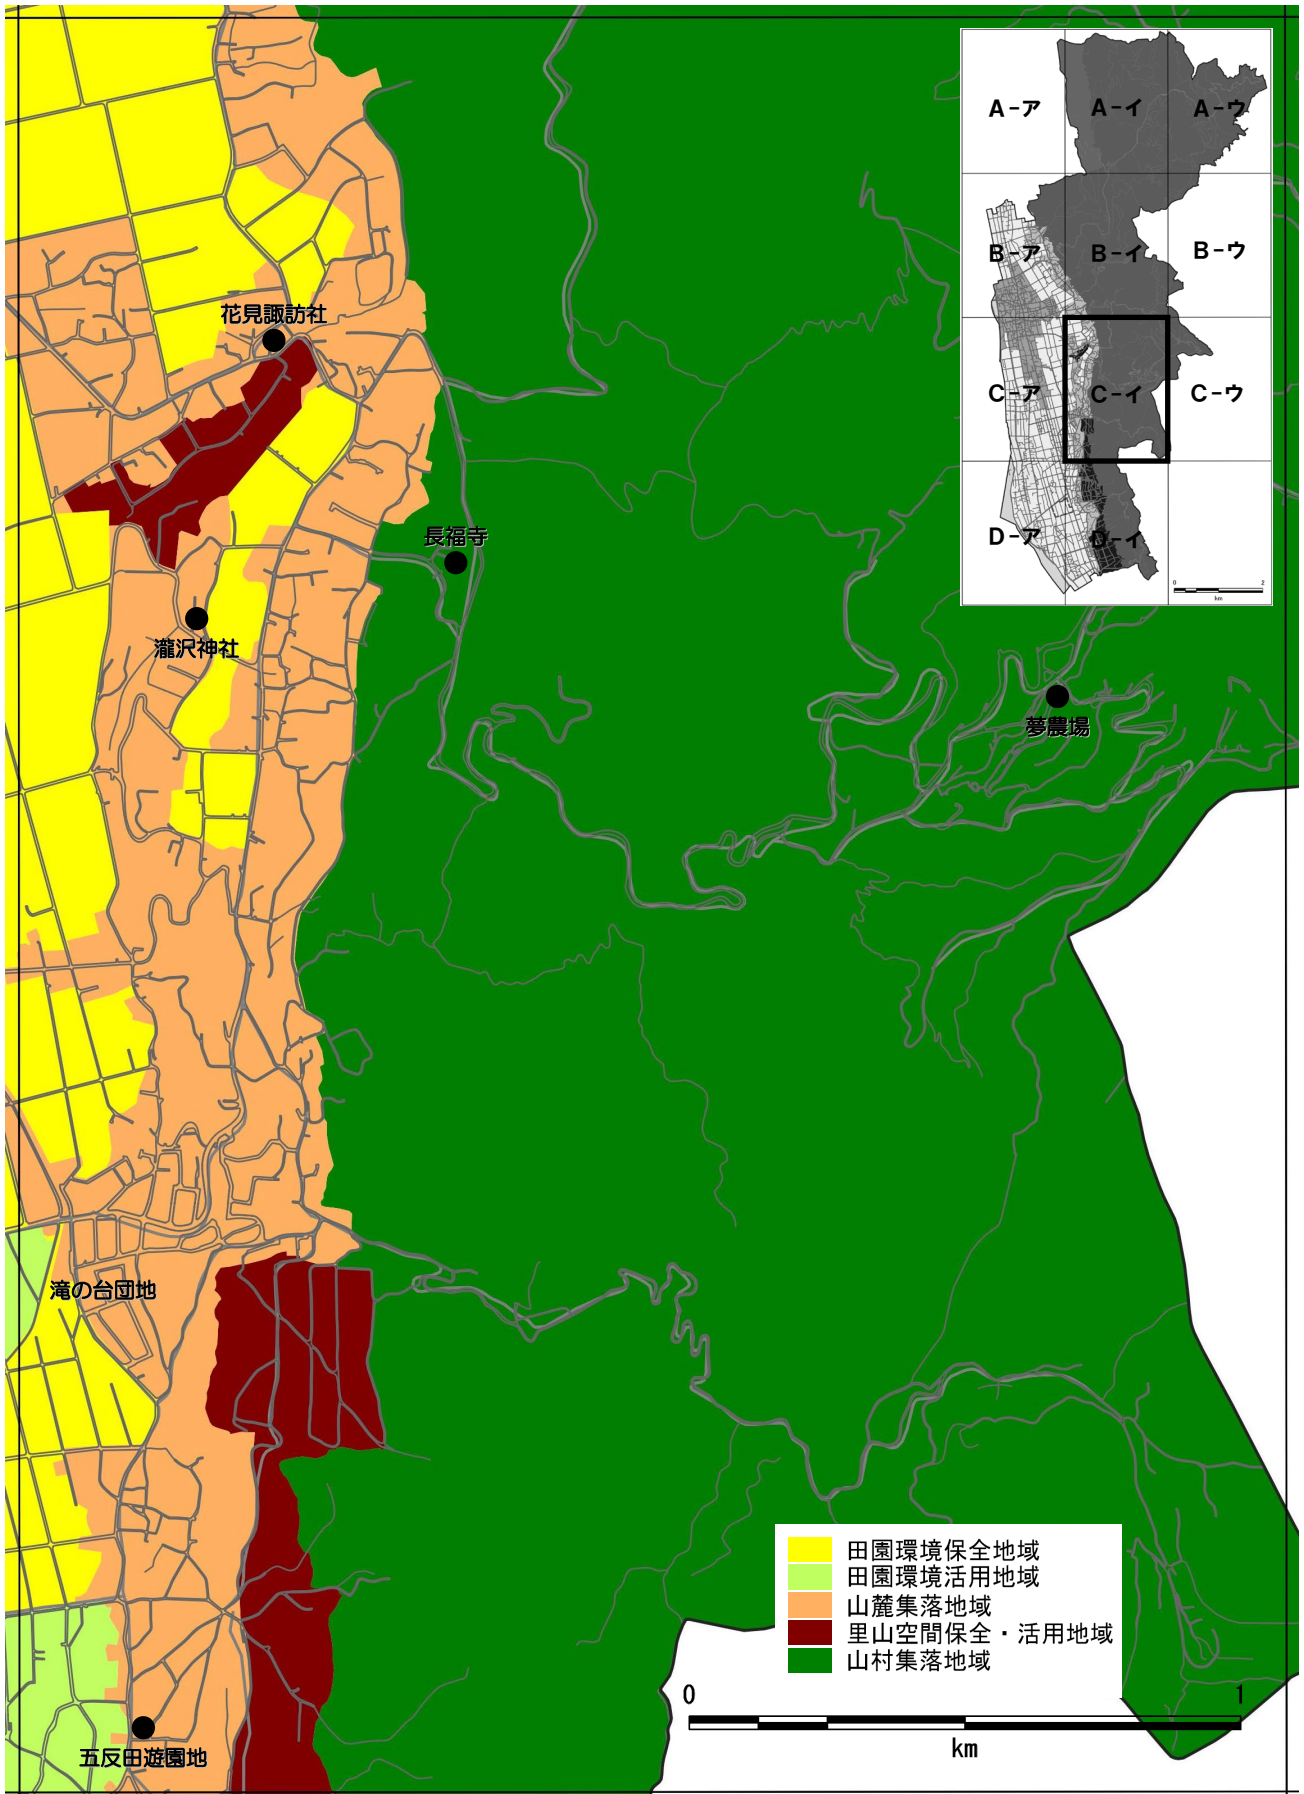 A-ア
A-イ
A-ウ
B-ア
B-イ
B-ウ
C-ア
C-イ
C-ウ
D-ア
D-イ
0 2
km
花見諏訪社
長福寺
瀧沢神社
夢農場
滝の台団地
五反田遊園地
田園環境保全地域
田園環境活用地域
山麓集落地域
里山空間保全・活用地域
山村集落地域
0 1
km